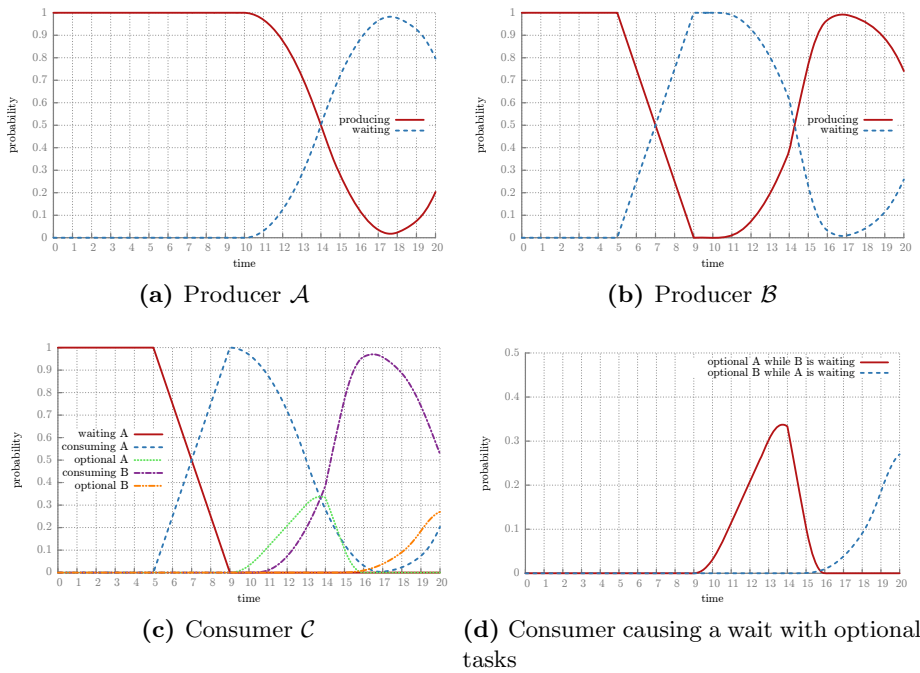 1
0.9
0.8
0.7
0.6
0.5
0.4
0.3
0.2
0.1
0
probability
producing
waiting
0 1 2 3 4 5 6 7 8 9 10 11 12 13 14 15 16 17 18 19 20
time
(a) Producer 𝒜
1
0.9
0.8
0.7
0.6
0.5
0.4
0.3
0.2
0.1
0
probability
producing
waiting
0 1 2 3 4 5 6 7 8 9 10 11 12 13 14 15 16 17 18 19 20
time
(b) Producer ℬ
1
0.9
0.8
0.7
0.6
0.5
0.4
0.3
0.2
0.1
0
probability
waiting A
consuming A
optional A
consuming B
optional B
0 1 2 3 4 5 6 7 8 9 10 11 12 13 14 15 16 17 18 19 20
time
(c) Consumer 𝒞
0.5
0.4
0.3
0.2
0.1
0
probability
optional A while B is waiting
optional B while A is waiting
0 1 2 3 4 5 6 7 8 9 10 11 12 13 14 15 16 17 18 19 20
time
(d) Consumer causing a wait with optional
tasks